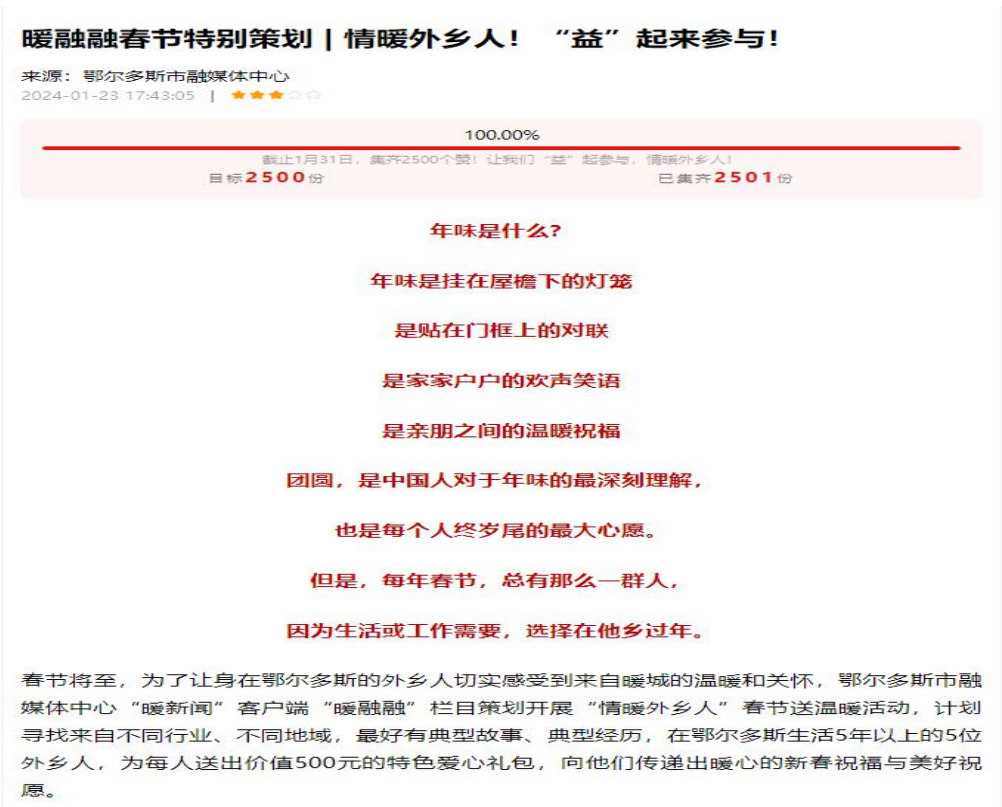 暖融融春节特别策划 | 情暖外乡人！ “益”起来参与！
来源：鄂尔多斯市融媒体中心
2024-01-23 17:43:05 |
100.00%
截止1月31日，集齐2500个赞！让我们“益”起参与，情暖外乡人！
目标2500份 已集齐2501份
年味是什么?
年味是挂在屋檐下的灯笼
是贴在门框上的对联
是家家户户的欢声笑语
是亲朋之间的温暖祝福
团圆，是中国人对于年味的最深刻理解，
也是每个人终岁尾的最大心愿。
但是，每年春节，总有那么一群人，
因为生活或工作需要，选择在他乡过年。
春节将至，为了让身在鄂尔多斯的外乡人切实感受到来自暖城的温暖和关怀，鄂尔多斯市融
媒体中心“暖新闻”客户端“暖融融”栏目策划开展“情暖外乡人”春节送温暖活动，计划
寻找来自不同行业、不同地域，最好有典型故事、典型经历，在鄂尔多斯生活5年以上的5位
外乡人，为每人送出价值500元的特色爱心礼包，向他们传递出暖心的新春祝福与美好祝
愿。